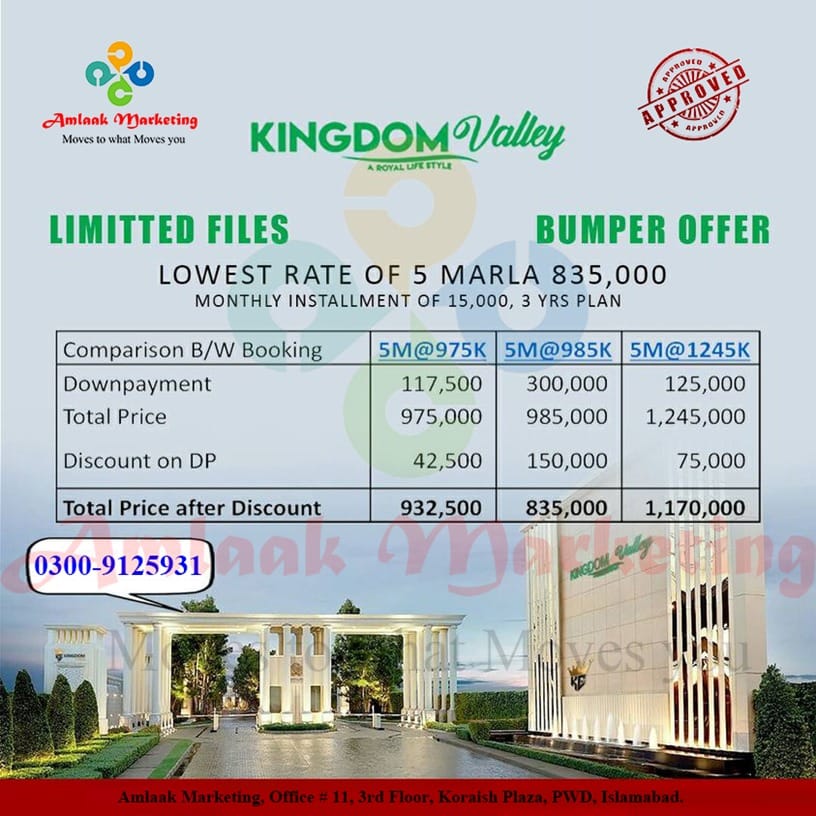 Amlaak Marketing
Moves to what Moves you
APPROVED
APPROVED
APPROVED
KINGDOM Valley
A ROYAL LIFE STYLE
LIMITTED FILES
BUMPER OFFER
LOWEST RATE OF 5 MARLA 835,000
MONTHLY INSTALLMENT OF 15,000, 3 YRS PLAN
Comparison B/W Booking 5M@975K 5M@985K 5M@1245K
Downpayment 117,500 300,000 125,000
Total Price 975,000 985,000 1,245,000
Discount on DP 42,500 150,000 75,000
Total Price after Discount 932,500 835,000 1,170,000
Amlaak Marketing
0300-9125931
KINGDOM Valley
Moves to what Moves you
KINGDOM
Amlaak Marketing, Office # 11, 3rd Floor, Koraish Plaza, PWD, Islamabad.